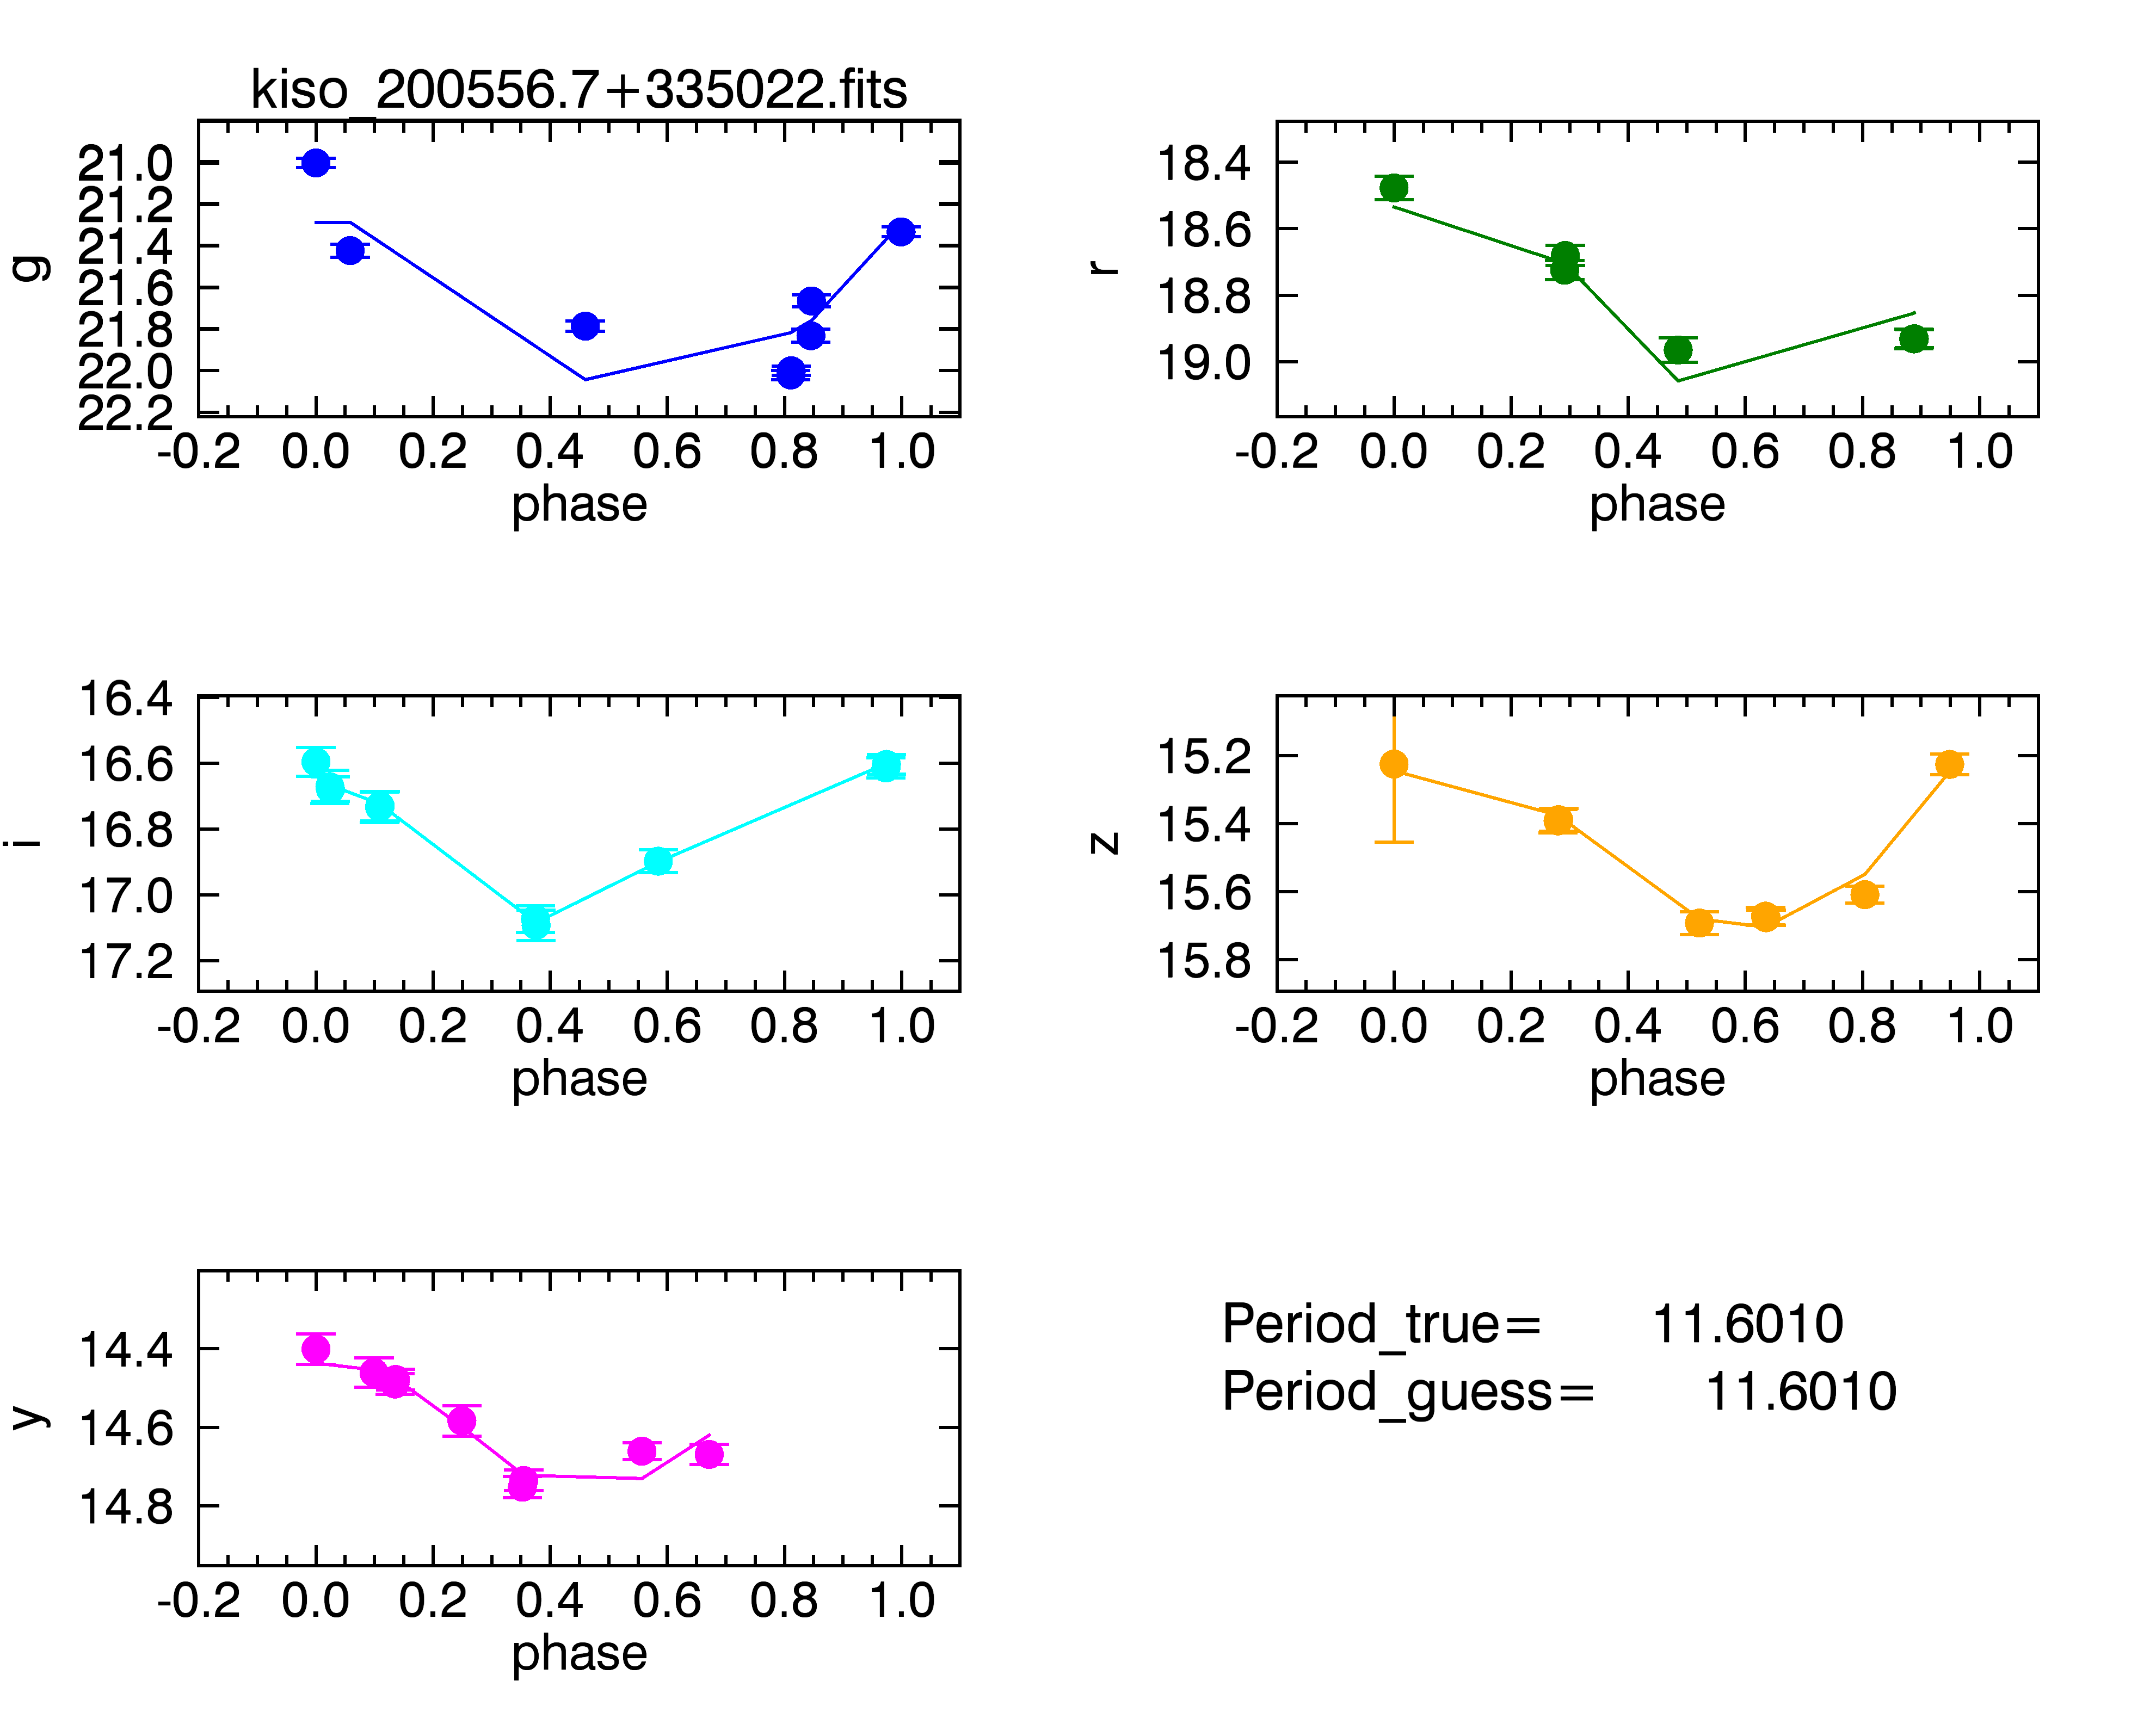 kiso_200556.7+335022.fits
g
21.0
21.2
21.4
21.6
21.8
22.0
22.2
-0.2 0.0 0.2 0.4 0.6 0.8 1.0
phase
r
18.4
18.6
18.8
19.0
-0.2 0.0 0.2 0.4 0.6 0.8 1.0
phase
i
16.4
16.6
16.8
17.0
17.2
-0.2 0.0 0.2 0.4 0.6 0.8 1.0
phase
z
15.2
15.4
15.6
15.8
-0.2 0.0 0.2 0.4 0.6 0.8 1.0
phase
y
14.4
14.6
14.8
-0.2 0.0 0.2 0.4 0.6 0.8 1.0
phase
Period_true= 11.6010
Period_guess= 11.6010